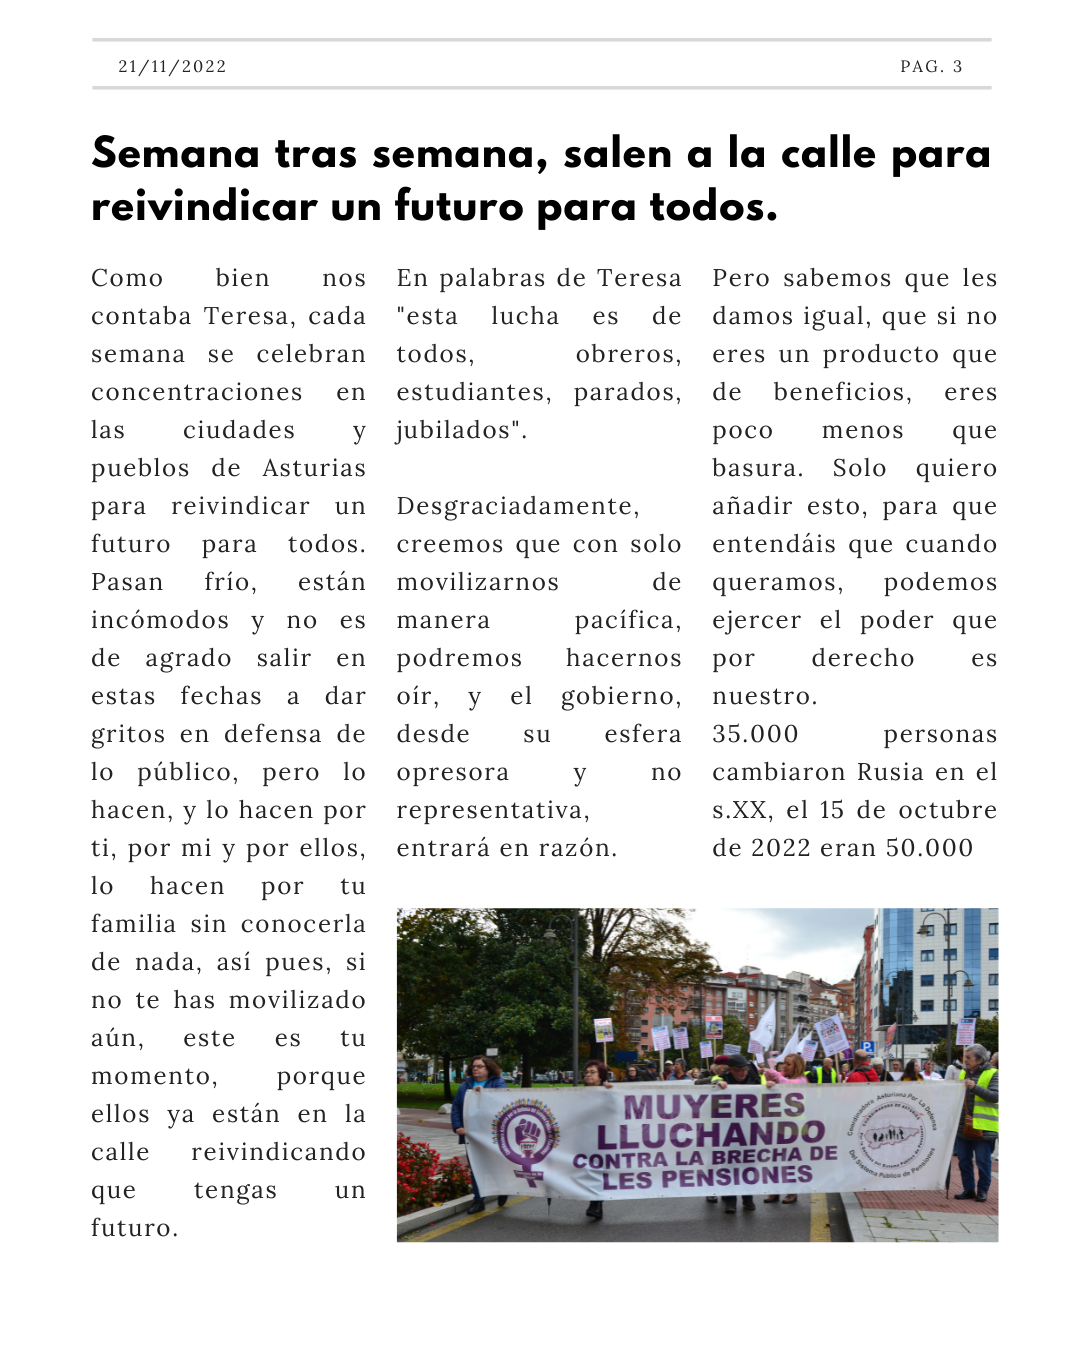 21/11/2022
PAG. 3
Semana tras semana, salen a la calle para
reivindicar un futuro para todos.
Como bien nos
contaba Teresa, cada
semana se celebran
concentraciones en
las ciudades y
pueblos de Asturias
para reivindicar un
futuro para todos.
Pasan frío, están
incómodos y no es
de agrado salir en
estas fechas a dar
gritos en defensa de
lo público, pero lo
hacen, y lo hacen por
ti, por mi y por ellos,
lo hacen por tu
familia sin conocerla
de nada, así pues, si
no te has movilizado
aún, este es tu
momento, porque
ellos ya están en la
calle reivindicando
que tengas un
futuro.
En palabras de Teresa
"esta lucha es de
todos, obreros,
estudiantes, parados,
jubilados".
Desgraciadamente,
creemos que con solo
movilizarnos de
manera pacífica,
podremos hacernos
oír, y el gobierno,
desde su esfera
opresora y no
representativa,
entrará en razón.
Pero sabemos que les
damos igual, que si no
eres un producto que
de beneficios, eres
poco menos que
basura. Solo quiero
añadir esto, para que
entendáis que cuando
queramos, podemos
ejercer el poder que
por derecho es
nuestro.
35.000 personas
cambiaron Rusia en el
s.XX, el 15 de octubre
de 2022 eran 50.000
MUYERES
LLUCHANDO
CONTRA LA BRECHA DE
LES PENSIONES
Coordinadora Asturiana Por La Defensa
Del Sistema Público de Pensiones